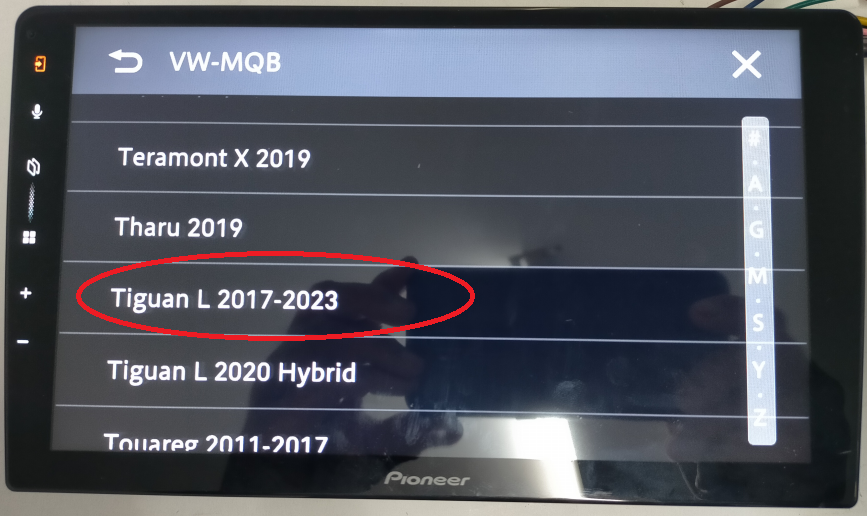 VW-MQB
Teramont X 2019
Tharu 2019
Tiguan L 2017-2023
Tiguan L 2020 Hybrid
Touareg 2011-2017
#
A
G
M
S
Y
Z
+
-
Pioneer